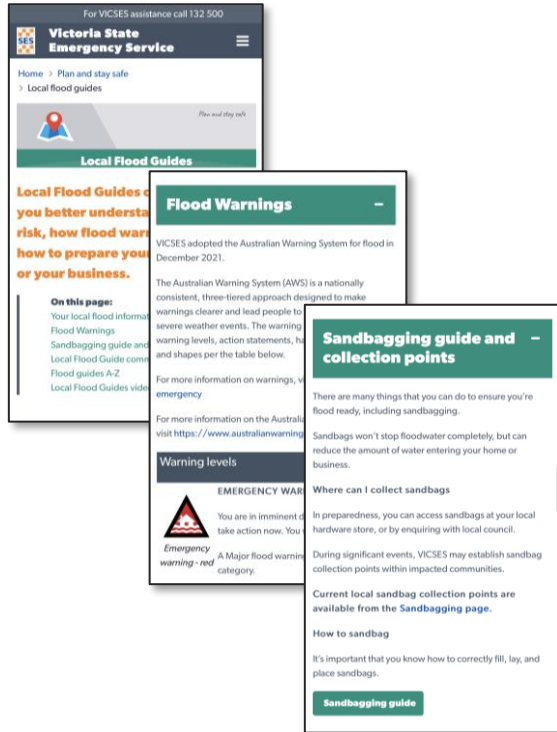 For VICSES assistance call 132 500
SES
Victoria State
Emergency Service
Home > Plan and stay safe
> Local flood guides
Plan and stay safe
Local Flood Guides
Local Flood Guides
you better
risk, how flood
how to prepare
or your business.
On this page:
Your local flood
Flood Warnings
Sandbagging guide and
Local Flood Guide
Flood guides A-Z
Local Flood Guides
Flood Warnings –
VICSES adopted the Australian Warning System for flood in
December 2021.
The Australian Warning System (AWS) is a nationally
consistent, three-tiered approach designed to make
warnings clearer and lead people to
severe weather events. The warning
warning levels, action statements,
and shapes per the table below.
For more information on warnings,
emergency
For more information on the
visit https://www.australianwarning
Warning levels
EMERGENCY
You are in imminent
take action now. You
A Major flood
category.
Emergency
warning - red
Sandbagging guide and –
collection points
There are many things that you can do to ensure you're
flood ready, including sandbagging.
Sandbags won't stop floodwater completely, but can
reduce the amount of water entering your home or
business.
Where can I collect sandbags
In preparedness, you can access sandbags at your local
hardware store, or by enquiring with local council.
During significant events, VICSES may establish sandbag
collection points within impacted communities.
Current local sandbag collection points are
available from the Sandbagging page.
How to sandbag
It's important that you know how to correctly fill, lay, and
place sandbags.
Sandbagging guide